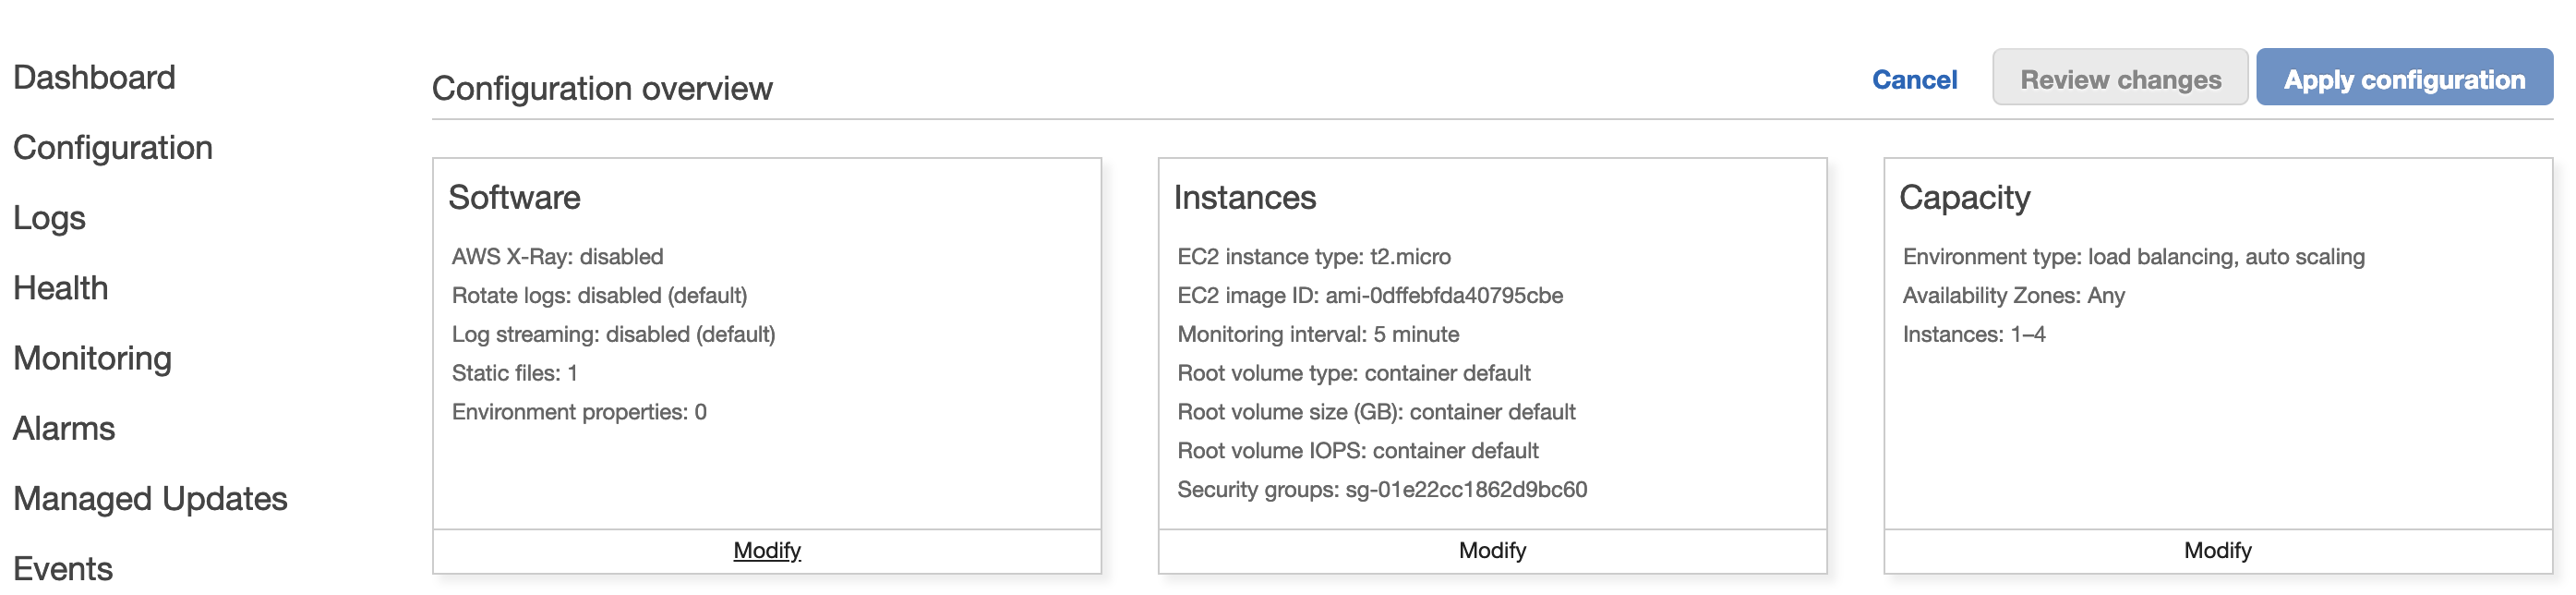 Dashboard
Configuration
Logs
Health
Monitoring
Alarms
Managed Updates
Events
Configuration overview
Cancel
Review changes
Apply configuration
Software
AWS X-Ray: disabled
Rotate logs: disabled (default)
Log streaming: disabled (default)
Static files: 1
Environment properties: 0
Modify
Instances
EC2 instance type: t2.micro
EC2 image ID: ami-0dffebfda40795cbe
Monitoring interval: 5 minute
Root volume type: container default
Root volume size (GB): container default
Root volume IOPS: container default
Security groups: sg-01e22cc1862d9bc60
Modify
Capacity
Environment type: load balancing, auto scaling
Availability Zones: Any
Instances: 1–4
Modify